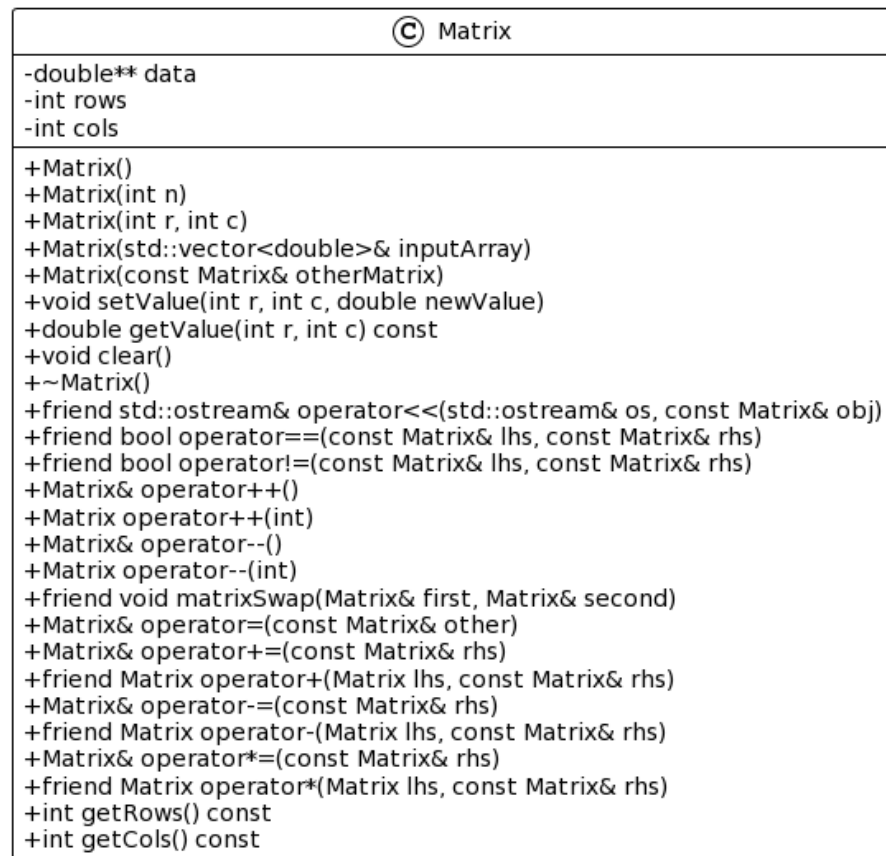 C Matrix
-double** data
-int rows
-int cols
+Matrix()
+Matrix(int n)
+Matrix(int r, int c)
+Matrix(std::vector<double>& inputArray)
+Matrix(const Matrix& otherMatrix)
+void setValue(int r, int c, double newValue)
+double getValue(int r, int c) const
+void clear()
+~Matrix()
+friend std::ostream& operator<<(std::ostream& os, const Matrix& obj)
+friend bool operator==(const Matrix& lhs, const Matrix& rhs)
+friend bool operator!=(const Matrix& lhs, const Matrix& rhs)
+Matrix& operator++()
+Matrix operator++(int)
+Matrix& operator--()
+Matrix operator--(int)
+friend void matrixSwap(Matrix& first, Matrix& second)
+Matrix& operator=(const Matrix& other)
+Matrix& operator+=(const Matrix& rhs)
+friend Matrix operator+(Matrix lhs, const Matrix& rhs)
+Matrix& operator-=(const Matrix& rhs)
+friend Matrix operator-(Matrix lhs, const Matrix& rhs)
+Matrix& operator*=(const Matrix& rhs)
+friend Matrix operator*(Matrix lhs, const Matrix& rhs)
+int getRows() const
+int getCols() const